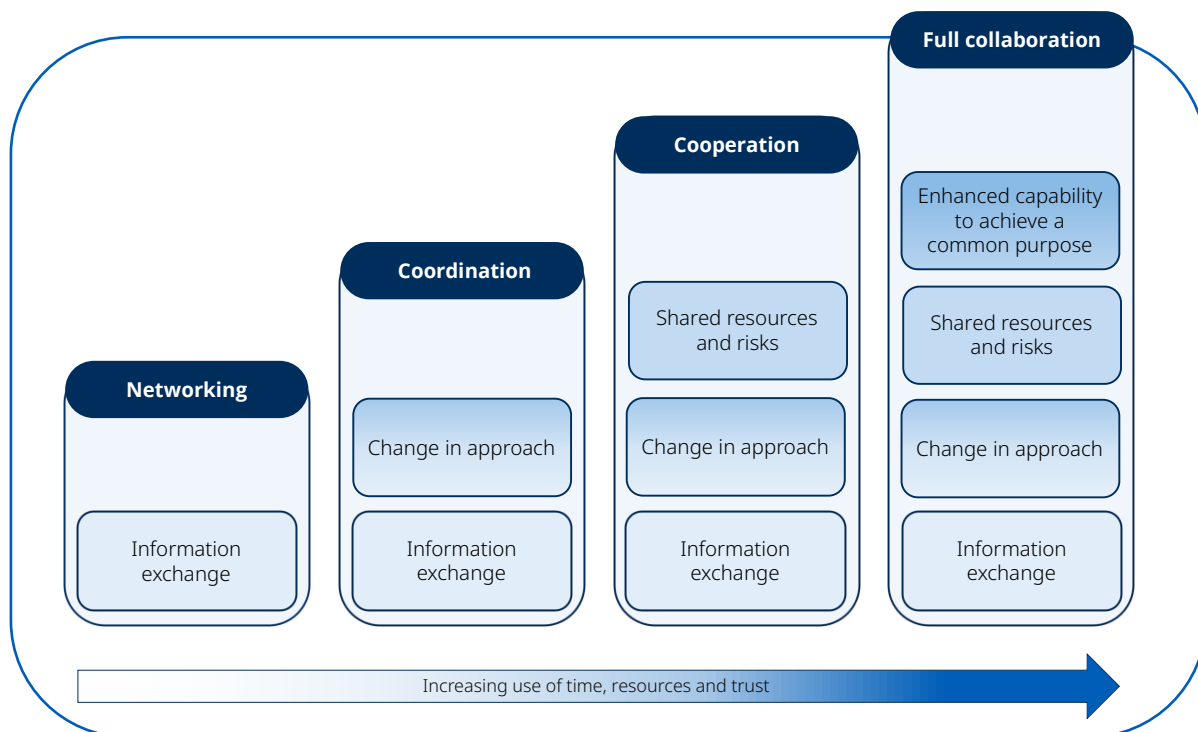 Networking
Information
exchange
Coordination
Change in approach
Information
exchange
Cooperation
Shared resources
and risks
Change in approach
Information
exchange
Full collaboration
Enhanced capability
to achieve a
common purpose
Shared resources
and risks
Change in approach
Information
exchange
Increasing use of time, resources and trust